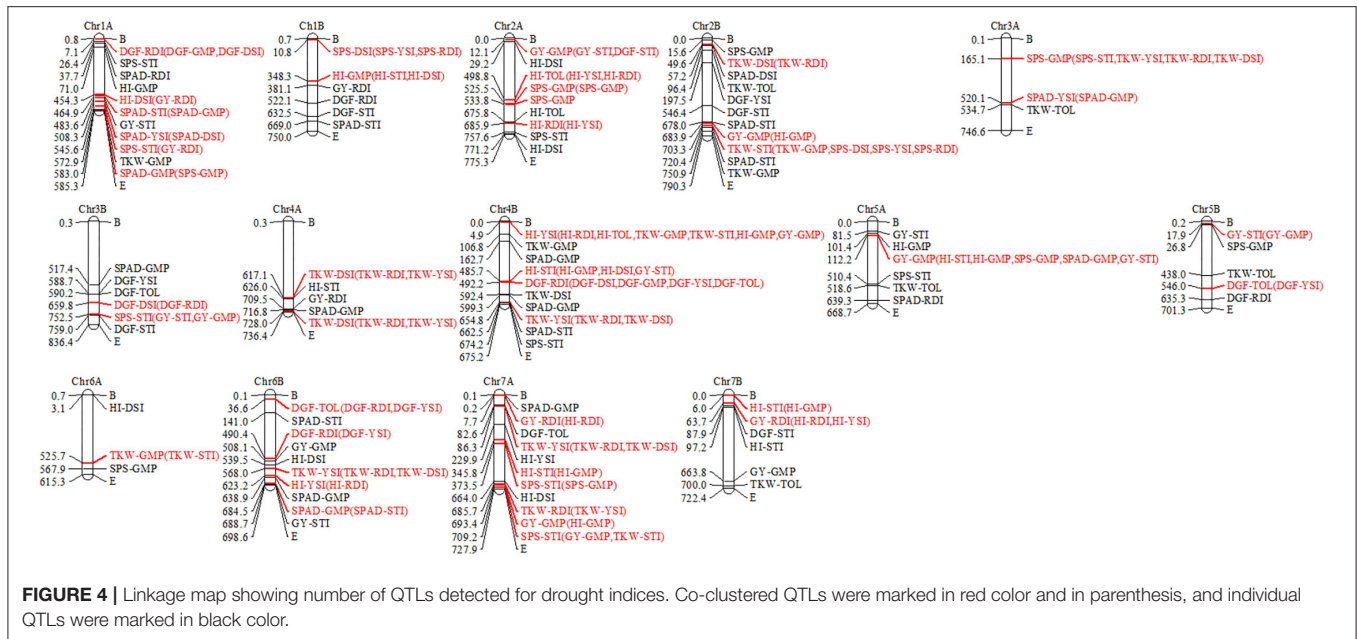 Chr1A
0.8 B
7.1 DGF-RDI(DGF-GMP,DGF-DSI)
26.4 SPS-STI
37.7 SPAD-RDI
71.0 HI-GMP
454.3 HI-DSI(GY-RDI)
464.9 SPAD-STI(SPAD-GMP)
483.6 GY-STI
508.3 SPAD-YSI(SPAD-DSI)
545.6 SPS-STI(GY-RDI)
572.9 TKW-GMP
583.0 SPAD-GMP(SPS-GMP)
585.3 E
Ch1B
0.7 B
10.8 SPS-DSI(SPS-YSI,SPS-RDI)
348.3 HI-GMP(HI-STI,HI-DSI)
381.1 GY-RDI
522.1 DGF-RDI
632.5 DGF-STI
669.0 SPAD-STI
750.0 E
Chr2A
0.0 B
12.1 GY-GMP(GY-STI,DGF-STI)
29.2 HI-DSI
498.8 HI-TOL(HI-YSI,HI-RDI)
525.5 SPS-GMP(SPS-GMP)
533.8 SPS-GMP
675.8 HI-TOL
685.9 HI-RDI(HI-YSI)
757.6 SPS-STI
771.2 HI-DSI
775.3 E
Chr2B
0.0 B
15.6 SPS-GMP
49.6 TKW-DSI(TKW-RDI)
57.2 SPAD-DSI
96.4 TKW-TOL
197.5 DGF-YSI
546.4 DGF-STI
678.0 SPAD-STI
683.9 GY-GMP(HI-GMP)
703.3 TKW-STI(TKW-GMP,SPS-DSI,SPS-YSI,SPS-RDI)
720.4 SPAD-STI
750.9 TKW-GMP
790.3 E
Chr3A
0.1 B
165.1 SPS-GMP(SPS-STI,TKW-YSI,TKW-RDI,TKW-DSI)
520.1 SPAD-YSI(SPAD-GMP)
534.7 TKW-TOL
746.6 E
Chr3B
0.3 B
517.4 SPAD-GMP
588.7 DGF-YSI
590.2 DGF-TOL
659.8 DGF-DSI(DGF-RDI)
752.5 SPS-STI(GY-STI,GY-GMP)
759.0 DGF-STI
836.4 E
Chr4A
0.3 B
617.1 TKW-DSI(TKW-RDI,TKW-YSI)
626.0 HI-STI
709.5 GY-RDI
716.8 SPAD-GMP
728.0 TKW-DSI(TKW-RDI,TKW-YSI)
736.4 E
Chr4B
0.0 B
4.9 HI-YSI(HI-RDI,HI-TOL,TKW-GMP,TKW-STI,HI-GMP,GY-GMP)
106.8 TKW-GMP
162.7 SPAD-GMP
485.7 HI-STI(HI-GMP,HI-DSI,GY-STI)
492.2 DGF-RDI(DGF-DSI,DGF-GMP,DGF-YSI,DGF-TOL)
592.4 TKW-DSI
599.3 SPAD-GMP
654.8 TKW-YSI(TKW-RDI,TKW-DSI)
662.5 SPAD-STI
674.2 SPS-STI
675.2 E
Chr5A
0.0 B
81.5 GY-STI
101.4 HI-GMP
112.2 GY-GMP(HI-STI,HI-GMP,SPS-GMP,SPAD-GMP,GY-STI)
510.4 SPS-STI
518.6 TKW-TOL
639.3 SPAD-RDI
668.7 E
Chr5B
0.2 B
17.9 GY-STI(GY-GMP)
26.8 SPS-GMP
438.0 TKW-TOL
546.0 DGF-TOL(DGF-YSI)
635.3 DGF-RDI
701.3 E
Chr6A
0.7 B
3.1 HI-DSI
525.7 TKW-GMP(TKW-STI)
567.9 SPS-GMP
615.3 E
Chr6B
0.1 B
36.6 DGF-TOL(DGF-RDI,DGF-YSI)
141.0 SPAD-STI
490.4 DGF-RDI(DGF-YSI)
508.1 GY-GMP
539.5 HI-DSI
568.0 TKW-YSI(TKW-RDI,TKW-DSI)
623.2 HI-YSI(HI-RDI)
638.9 SPAD-GMP
684.5 SPAD-GMP(SPAD-STI)
688.7 GY-STI
698.6 E
Chr7A
0.1 B
0.2 SPAD-GMP
7.7 GY-RDI(HI-RDI)
82.6 DGF-TOL
86.3 TKW-YSI(TKW-RDI,TKW-DSI)
229.9 HI-YSI
345.8 HI-STI(HI-GMP)
373.5 SPS-STI(SPS-GMP)
664.0 HI-DSI
685.7 TKW-RDI(TKW-YSI)
693.4 GY-GMP(HI-GMP)
709.2 SPS-STI(GY-GMP,TKW-STI)
727.9 E
Chr7B
0.0 B
6.0 HI-STI(HI-GMP)
63.7 GY-RDI(HI-RDI,HI-YSI)
87.9 DGF-STI
97.2 HI-STI
663.8 GY-GMP
700.0 TKW-TOL
722.4 E
FIGURE 4 | Linkage map showing number of QTLs detected for drought indices. Co-clustered QTLs were marked in red color and in parenthesis, and individual
QTLs were marked in black color.